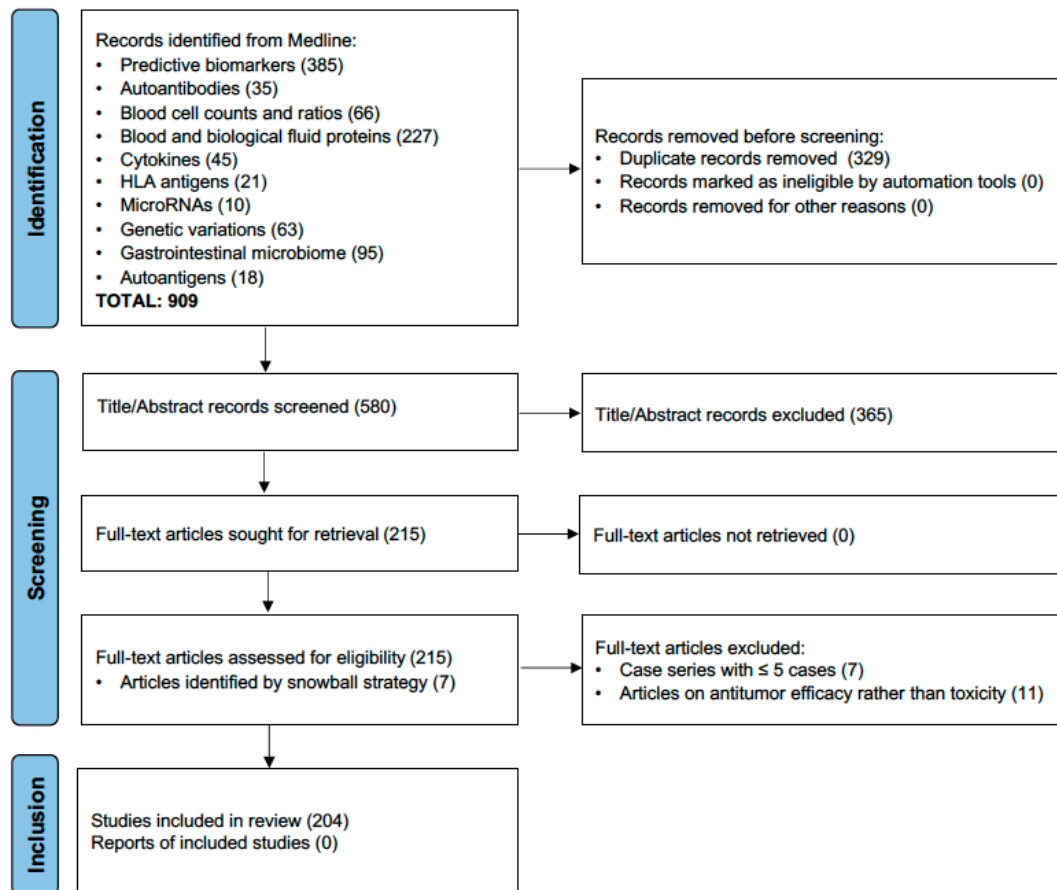 Identification
Records identified from Medline:
• Predictive biomarkers (385)
• Autoantibodies (35)
• Blood cell counts and ratios (66)
• Blood and biological fluid proteins (227)
• Cytokines (45)
• HLA antigens (21)
• MicroRNAs (10)
• Genetic variations (63)
• Gastrointestinal microbiome (95)
• Autoantigens (18)
TOTAL: 909
Records removed before screening:
• Duplicate records removed (329)
• Records marked as ineligible by automation tools (0)
• Records removed for other reasons (0)
Screening
Title/Abstract records screened (580)
Title/Abstract records excluded (365)
Full-text articles sought for retrieval (215)
Full-text articles not retrieved (0)
Full-text articles assessed for eligibility (215)
• Articles identified by snowball strategy (7)
Full-text articles excluded:
• Case series with ≤ 5 cases (7)
• Articles on antitumor efficacy rather than toxicity (11)
Inclusion
Studies included in review (204)
Reports of included studies (0)